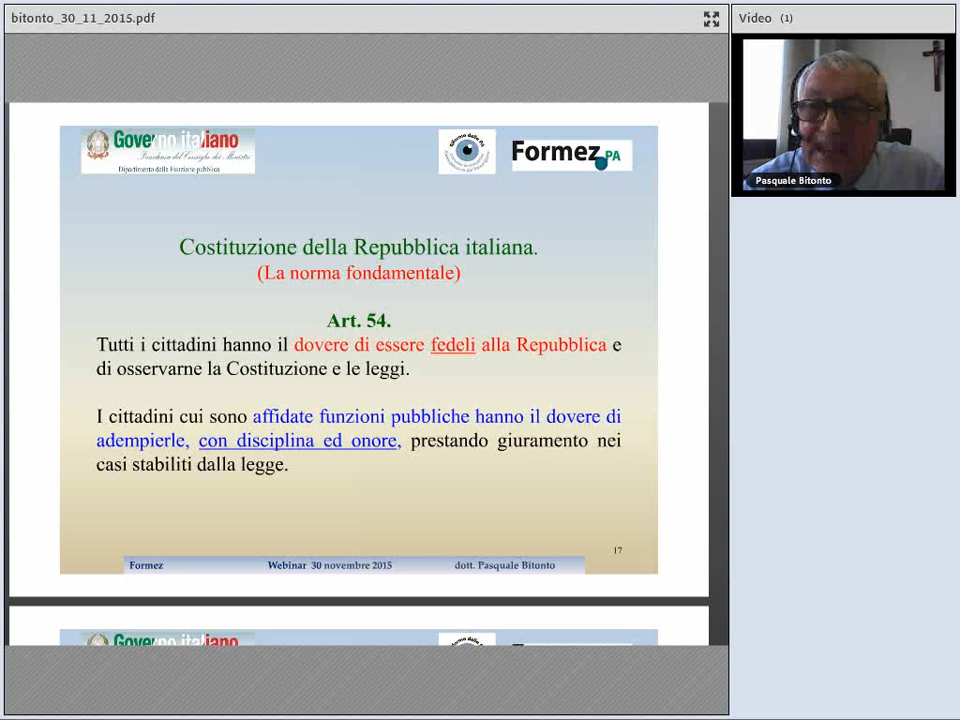 bitonto_30_11_2015.pdf
Video (1)
Pasquale Bitonto
Governo italiano
Presidenza del Consiglio dei Ministri
Dipartimento della Funzione pubblica
Formez PA
Costituzione della Repubblica italiana.
(La norma fondamentale)
Art. 54.
Tutti i cittadini hanno il dovere di essere fedeli alla Repubblica e
di osservarne la Costituzione e le leggi.
I cittadini cui sono affidate funzioni pubbliche hanno il dovere di
adempierle, con disciplina ed onore, prestando giuramento nei
casi stabiliti dalla legge.
17
Formez Webinar 30 novembre 2015 dott. Pasquale Bitonto
Governo italiano